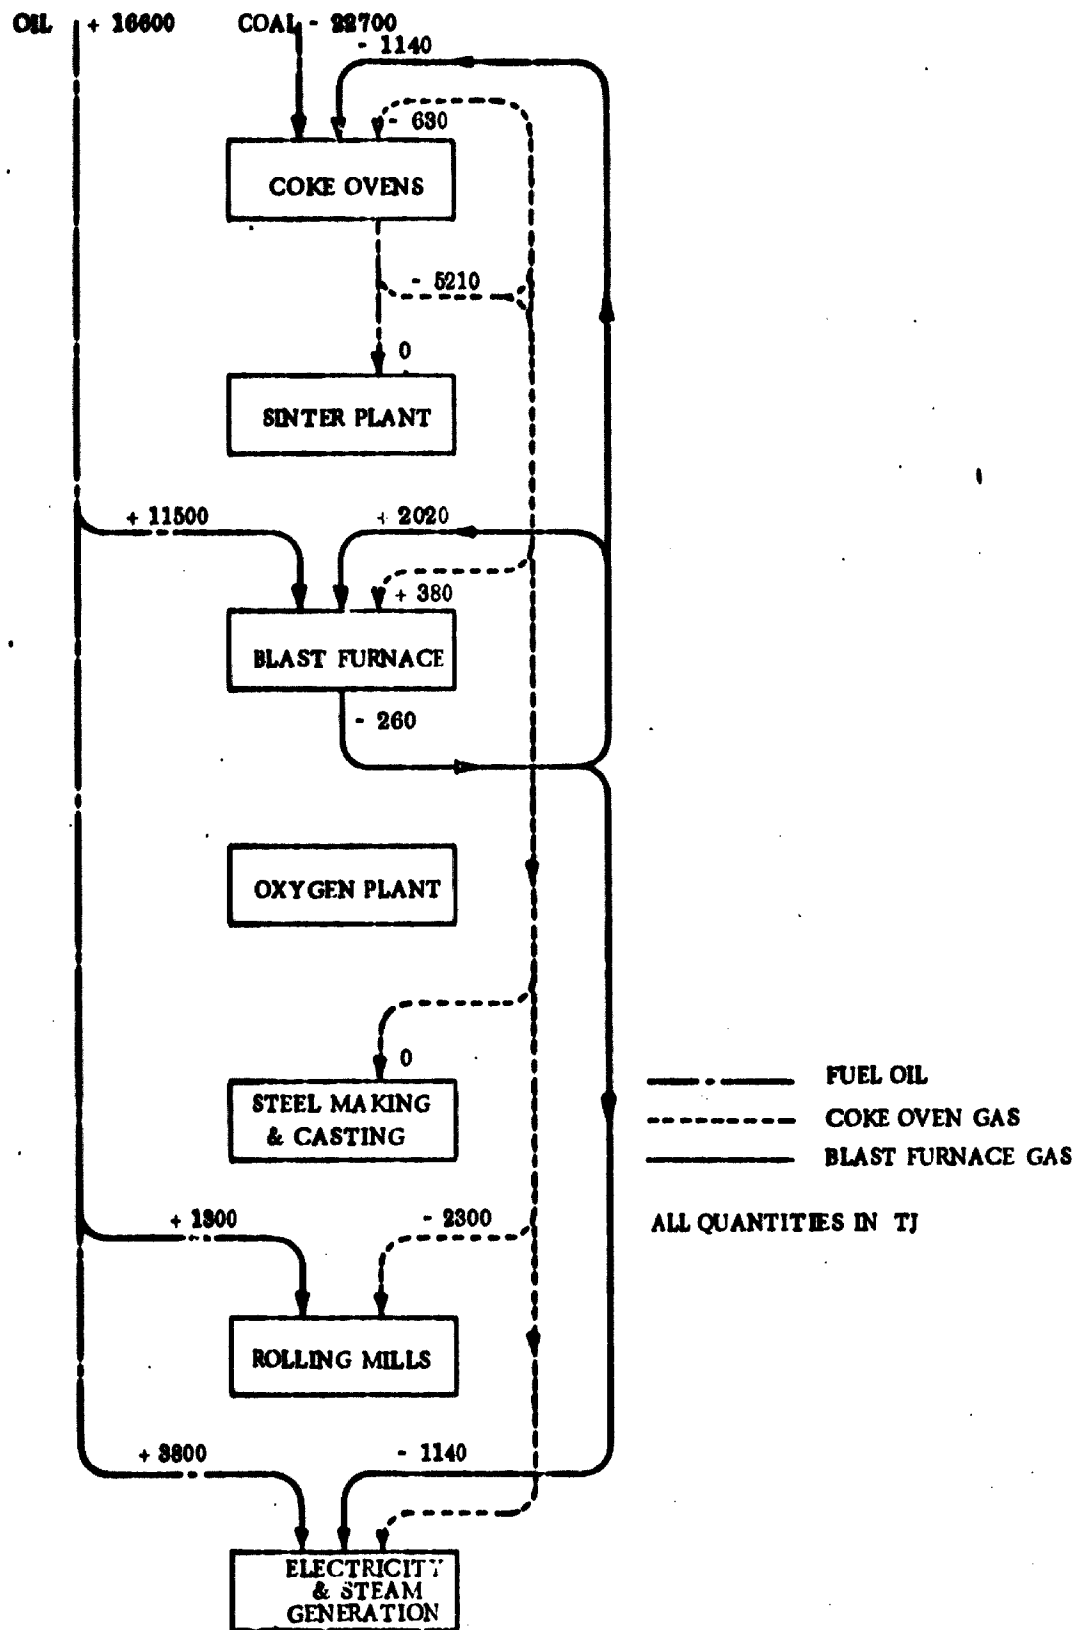 OIL + 16600 COAL - 22700
- 1140
- 630
COKE OVENS
- 5210
0
SINTER PLANT
+ 11500 + 2020
+ 380
BLAST FURNACE
- 260
OXYGEN PLANT
0
STEEL MAKING
& CASTING
FUEL OIL
COKE OVEN GAS
BLAST FURNACE GAS
ALL QUANTITIES IN TJ
+ 1300 - 2300
ROLLING MILLS
+ 3800 - 1140
ELECTRICITY
& STEAM
GENERATION